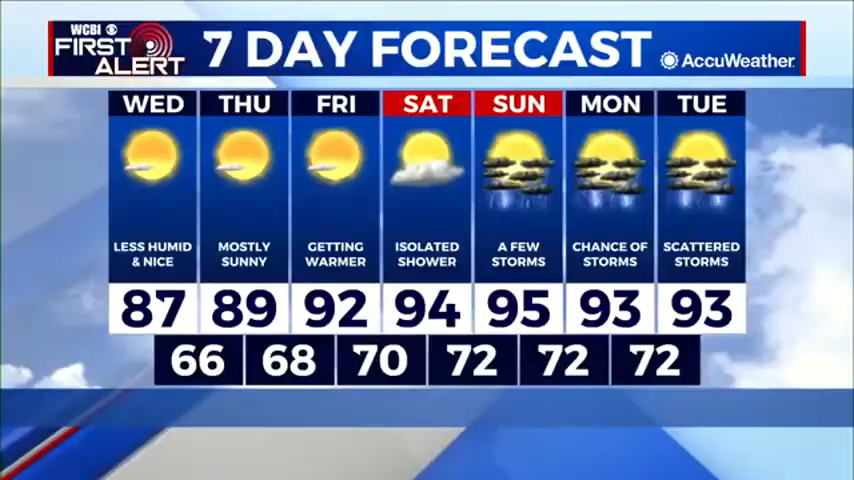 WCBI
FIRST
ALERT
7 DAY FORECAST
AccuWeather
WED THU FRI SAT SUN MON TUE
LESS HUMID MOSTLY GETTING ISOLATED A FEW CHANCE OF SCATTERED
& NICE SUNNY WARMER SHOWER STORMS STORMS STORMS
87 89 92 94 95 93 93
66 68 70 72 72 72